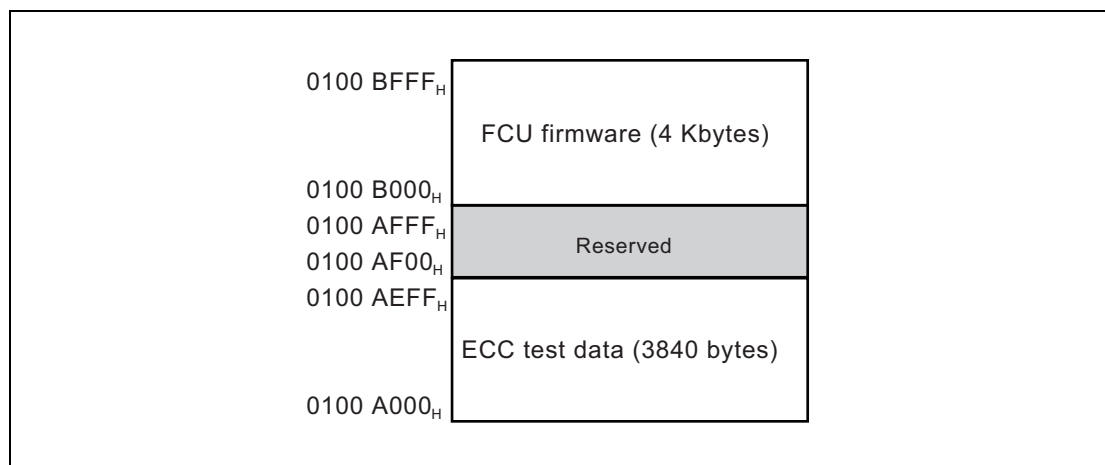 0100 BFFFH
FCU firmware (4 Kbytes)
0100 B000H
0100 AFFFH
Reserved
0100 AF00H
0100 AEFFH
ECC test data (3840 bytes)
0100 A000H